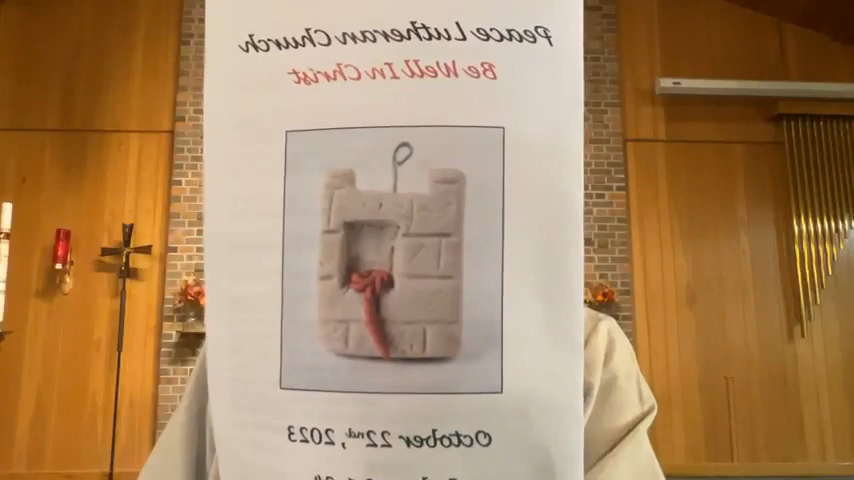 Peace Lutheran Church
Be Well In Christ
October 22nd, 2023